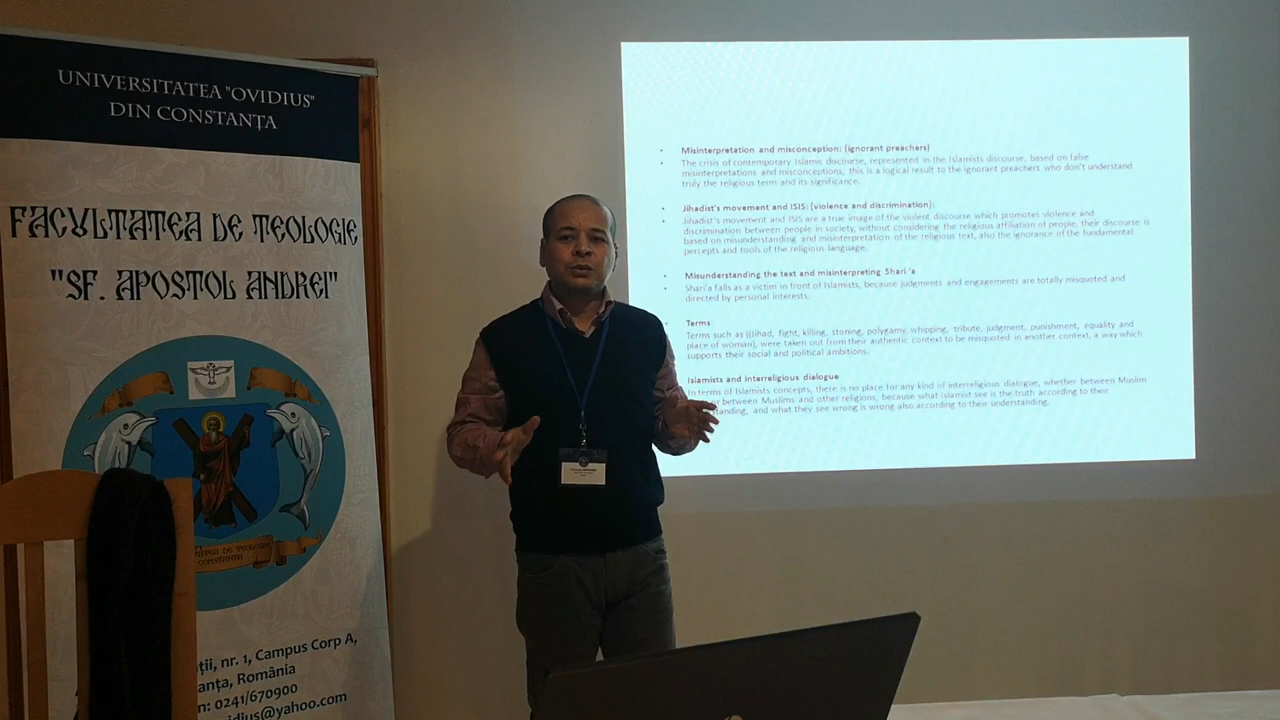 UNIVERSITATEA "OVIDIUS"
DIN CONSTANȚA
FACULTATEA DE TEOLOGIE
"SF. APOSTOL ANDREI"
TATEA DE TEOLOGIE
CONSTANȚA
ții, nr. 1, Campus Corp A,
anța, România
n: 0241/670900
vidius@yahoo.com
• Misinterpretation and misconception: (ignorant preachers)
• The crisis of contemporary Islamic discourse, represented in the Islamists discourse, based on false
misinterpretations and misconceptions, this is a logical result to the ignorant preachers who don't understand
truly the religious term and its significance.
• Jihadist's movement and ISIS: (violence and discrimination):
• Jihadist's movement and ISIS are a true image of the violent discourse which promotes violence and
discrimination between people in society, without considering the religious affiliation of people, their discourse is
based on misunderstanding and misinterpretation of the religious text, also the ignorance of the fundamental
percepts and tools of the religious language.
• Misunderstanding the text and misinterpreting Shari 'a
• Shari'a falls as a victim in front of Islamists, because judgments and engagements are totally misquoted and
directed by personal interests.
• Terms
Terms such as ((Jihad, fight, killing, stoning, polygamy, whipping, tribute, judgment, punishment, equality and
place of woman), were taken out from their authentic context to be misquoted in another context, a way which
supports their social and political ambitions.
Islamists and interreligious dialogue
In terms of Islamists concepts, there is no place for any kind of interreligious dialogue, whether between Muslim
or between Muslims and other religions, because what Islamist see is the truth according to their
standing, and what they see wrong is wrong also according to their understanding.